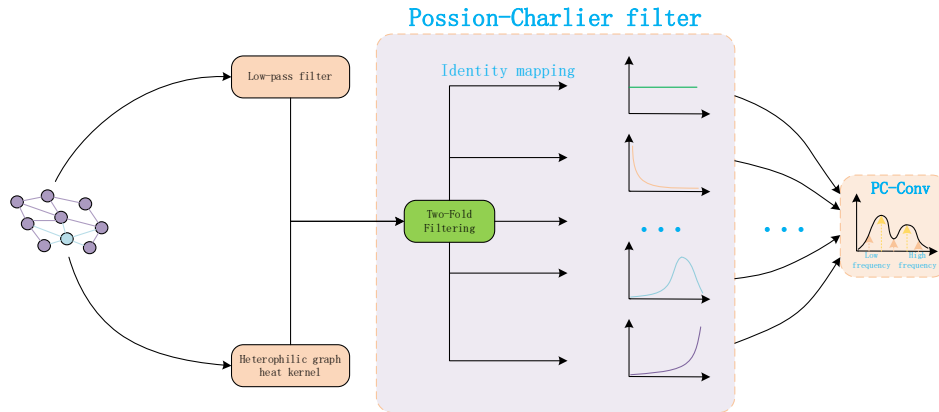 Possion-Charlier filter
Low-pass filter
Identity mapping
Two-Fold
Filtering
Heterophilic graph
heat kernel
PC-Conv
Low
frequency
High
frequency